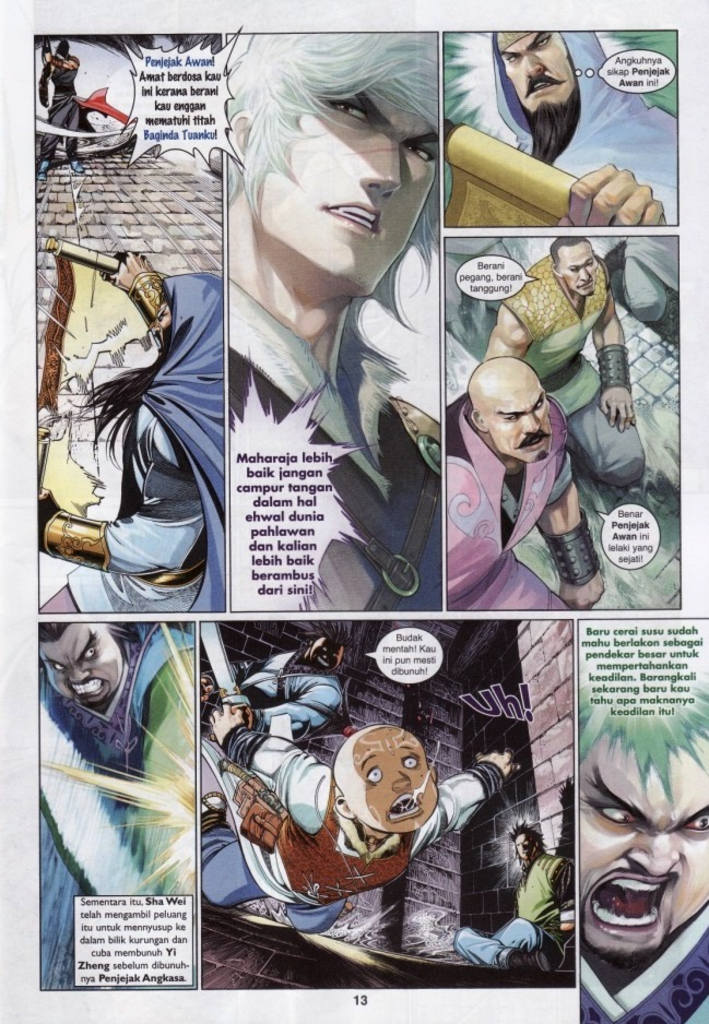 Penjejak Awan!
Amat berdosa kau
ini kerana berani
kau enggan
mematuhi titah
Baginda Tuanku!
Maharaja lebih
baik jangan
campur tangan
dalam hal
ehwal dunia
pahlawan
dan kalian
lebih baik
berambus
dari sini!
Angkuhnya
sikap Penjejak
Awan ini!
Berani
pegang, berani
tanggung!
Benar
Penjejak
Awan ini
lelaki yang
sejati!
Sementara itu, Sha Wei
telah mengambil peluang
itu untuk mennyusup ke
dalam bilik kurungan dan
cuba membunuh Yi
Zheng sebelum dibunuh-
nya Penjejak Angkasa.
Budak
mentah! Kau
ini pun mesti
dibunuh!
Uh!
Baru cerai susu sudah
mahu berlakon sebagai
pendekar besar untuk
mempertahankan
keadilan. Barangkali
sekarang baru kau
tahu apa maknanya
keadilan itu!
13